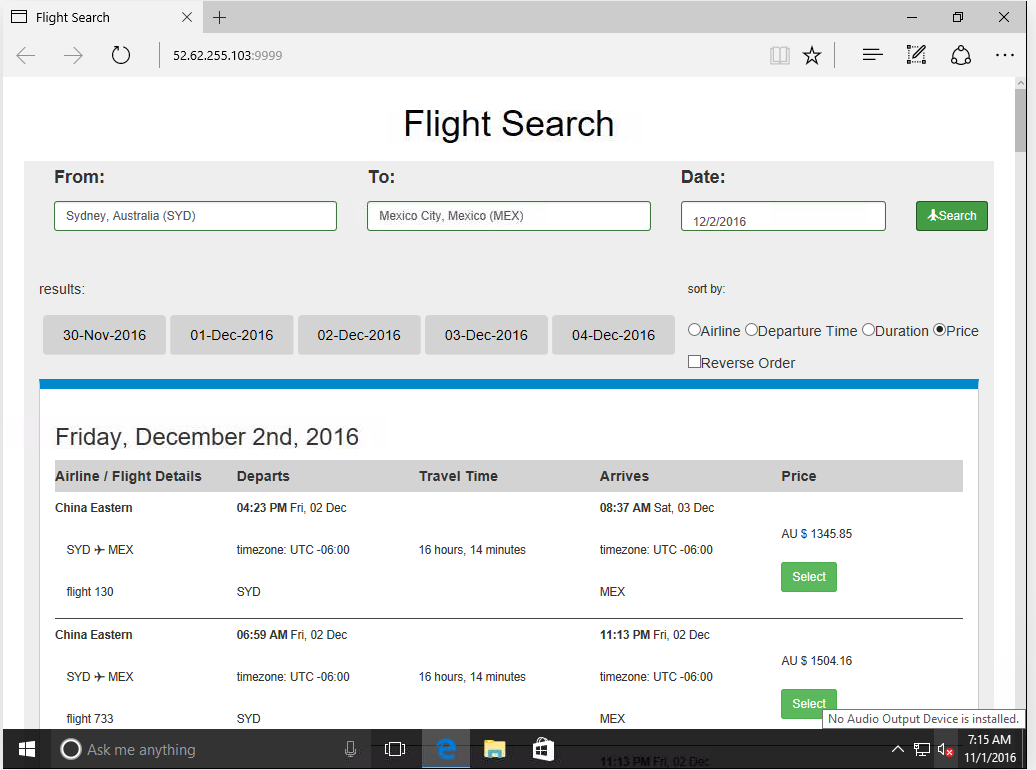 Flight Search
52.62.255.103:9999
Flight Search
From: To: Date:
Sydney, Australia (SYD) Mexico City, Mexico (MEX) 12/2/2016 Search
results: sort by:
30-Nov-2016 01-Dec-2016 02-Dec-2016 03-Dec-2016 04-Dec-2016 Airline Departure Time Duration Price
Reverse Order
Friday, December 2nd, 2016
Airline / Flight Details Departs Travel Time Arrives Price
China Eastern 04:23 PM Fri, 02 Dec 08:37 AM Sat, 03 Dec
AU $ 1345.85
SYD ✈ MEX timezone: UTC -06:00 16 hours, 14 minutes timezone: UTC -06:00
Select
flight 130 SYD MEX
China Eastern 06:59 AM Fri, 02 Dec 11:13 PM Fri, 02 Dec
AU $ 1504.16
SYD ✈ MEX timezone: UTC -06:00 16 hours, 14 minutes timezone: UTC -06:00
Select
flight 733 SYD MEX
No Audio Output Device is installed.
Ask me anything 7:15 AM
11:13 PM Fri, 02 Dec 11/1/2016